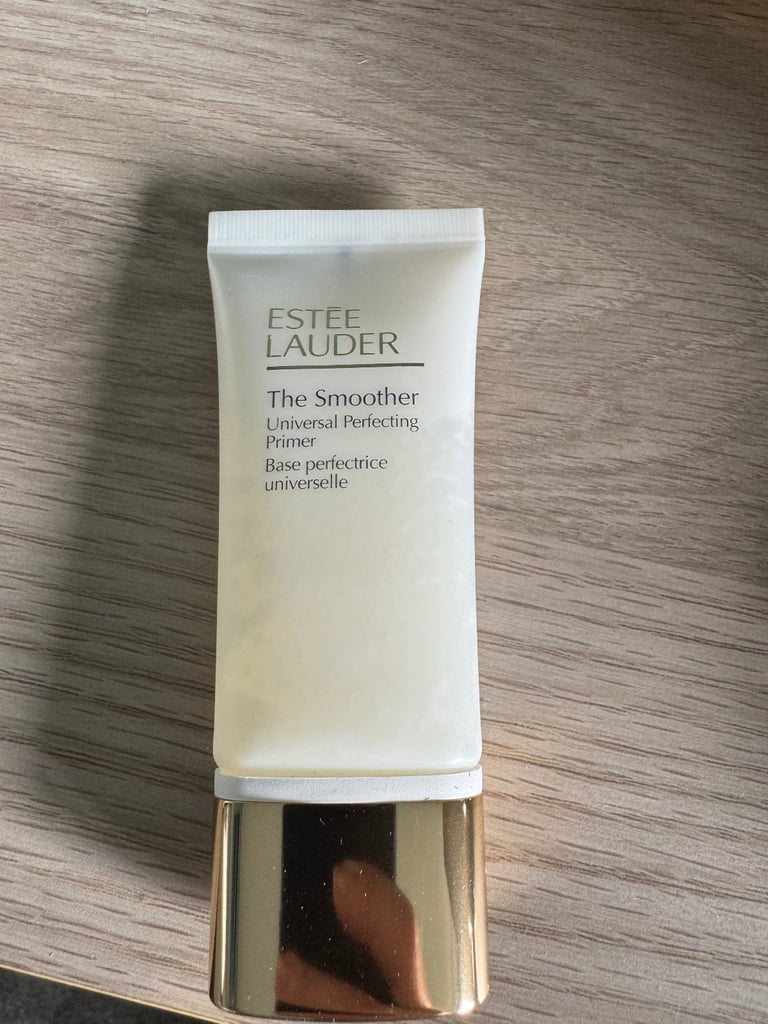 ESTĒE
LAUDER
The Smoother
Universal Perfecting
Primer
Base perfectrice
universelle